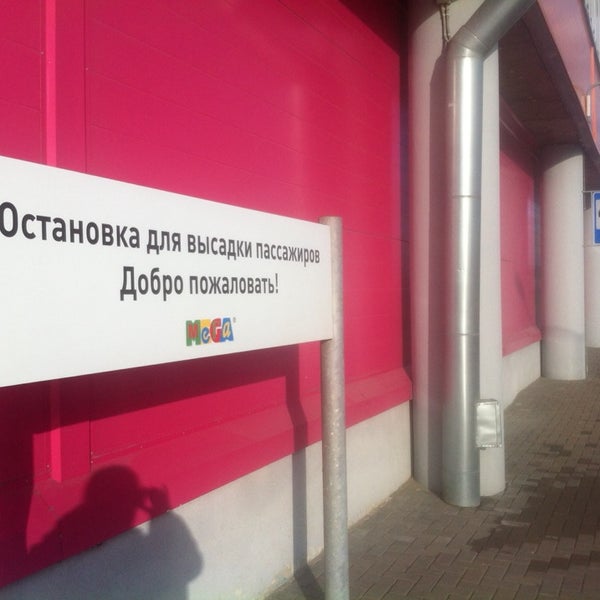 Остановка для высадки пассажиров
Добро пожаловать!
MeGA